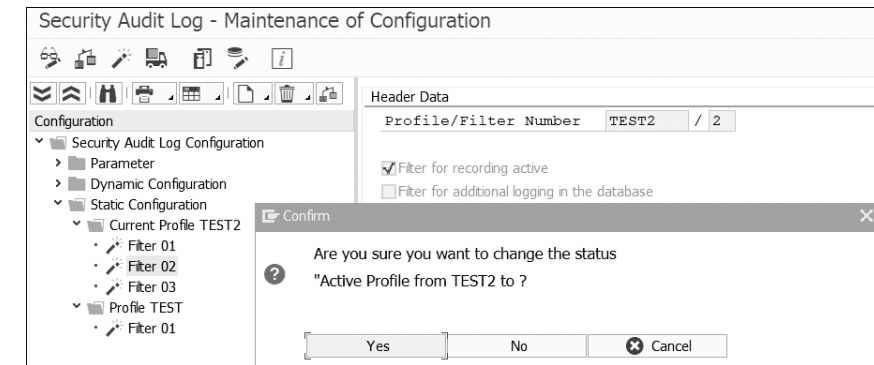 Security Audit Log - Maintenance of Configuration
Header Data
Configuration
Profile/Filter Number TEST2 / 2
Security Audit Log Configuration
Parameter
Filter for recording active
Dynamic Configuration
Filter for additional logging in the database
Static Configuration
Current Profile TEST2
Filter 01
Filter 02
Filter 03
Profile TEST
Filter 01
Confirm
Are you sure you want to change the status
"Active Profile from TEST2 to ?
Yes No Cancel